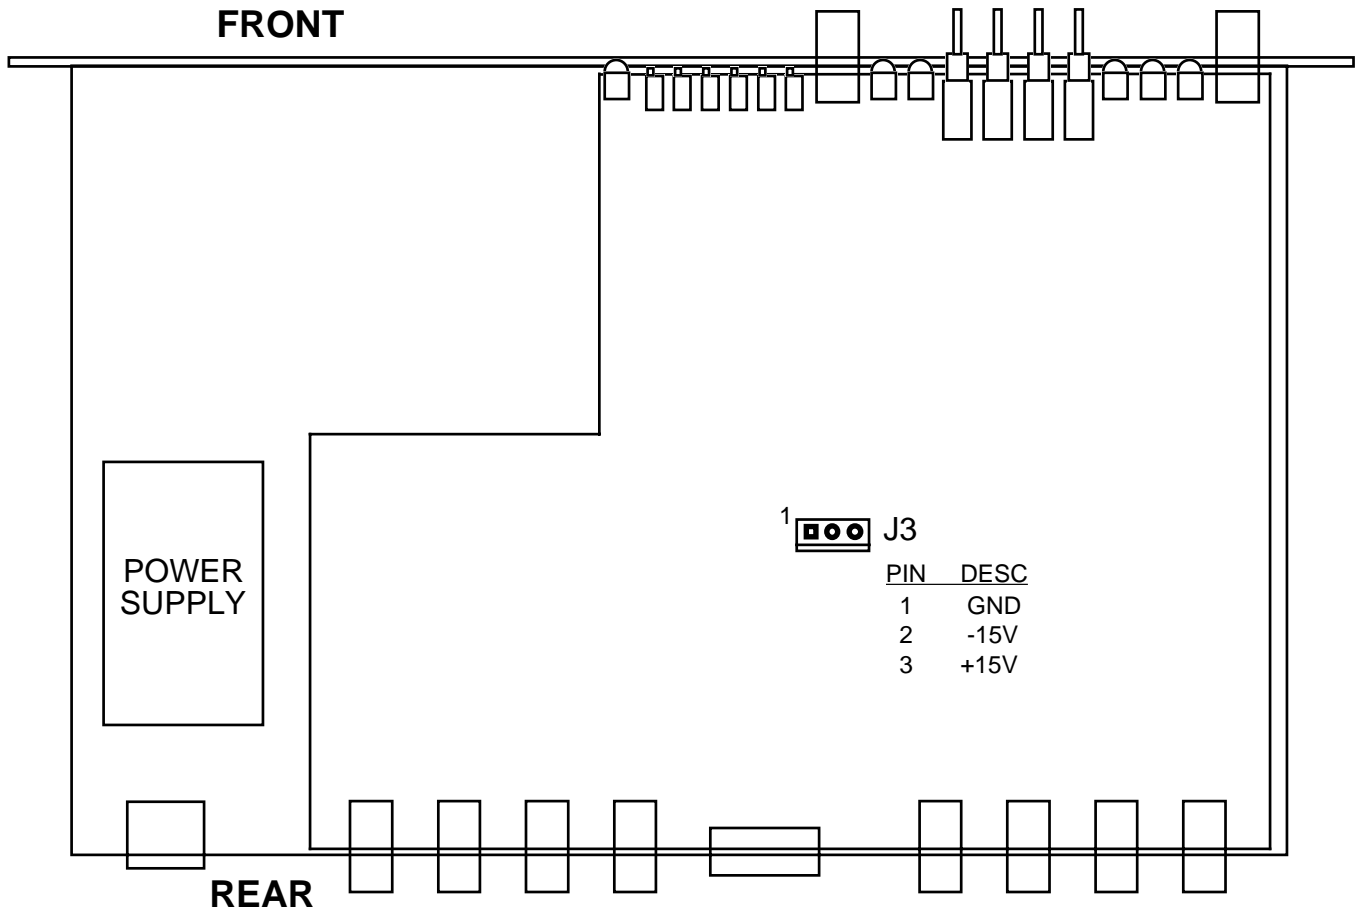 FRONT
1
J3
PIN DESC
1 GND
2 -15V
3 +15V
POWER
SUPPLY
REAR